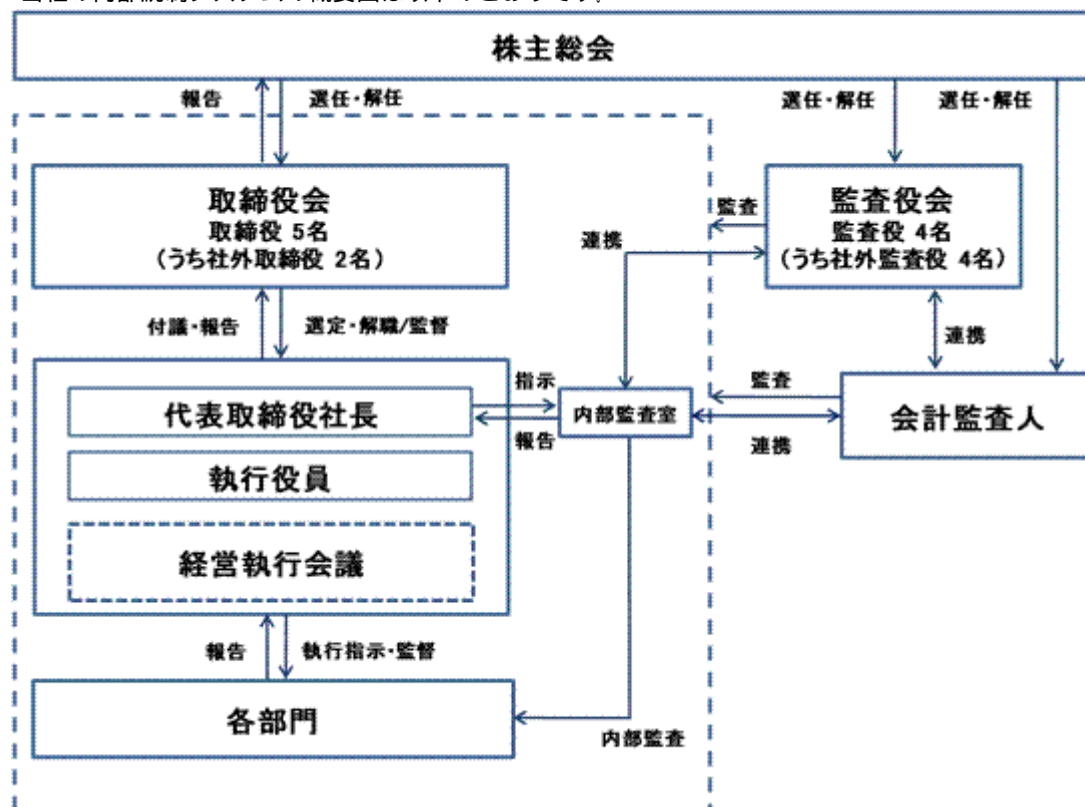 株主総会
報告
選任・解任
選任・解任
選任・解任
取締役会
取締役 5名
(うち社外取締役 2名)
監査役会
監査役 4名
(うち社外監査役 4名)
監査
連携
付議・報告
選定・解職/監督
連携
代表取締役社長
指示
報告
内部監査室
監査
連携
会計監査人
執行役員
経営執行会議
報告
執行指示・監督
各部門
内部監査